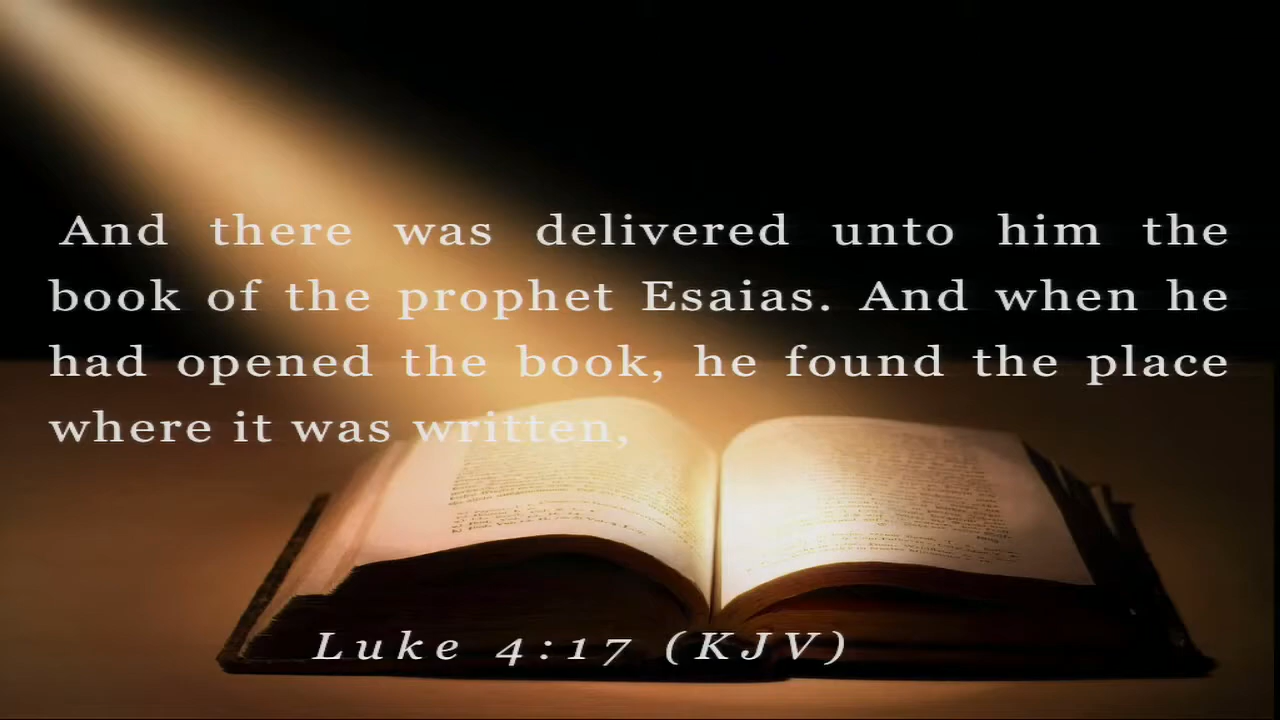 And there was delivered unto him the
book of the prophet Esaias. And when he
had opened the book, he found the place
where it was written,
Luke 4:17 (KJV)